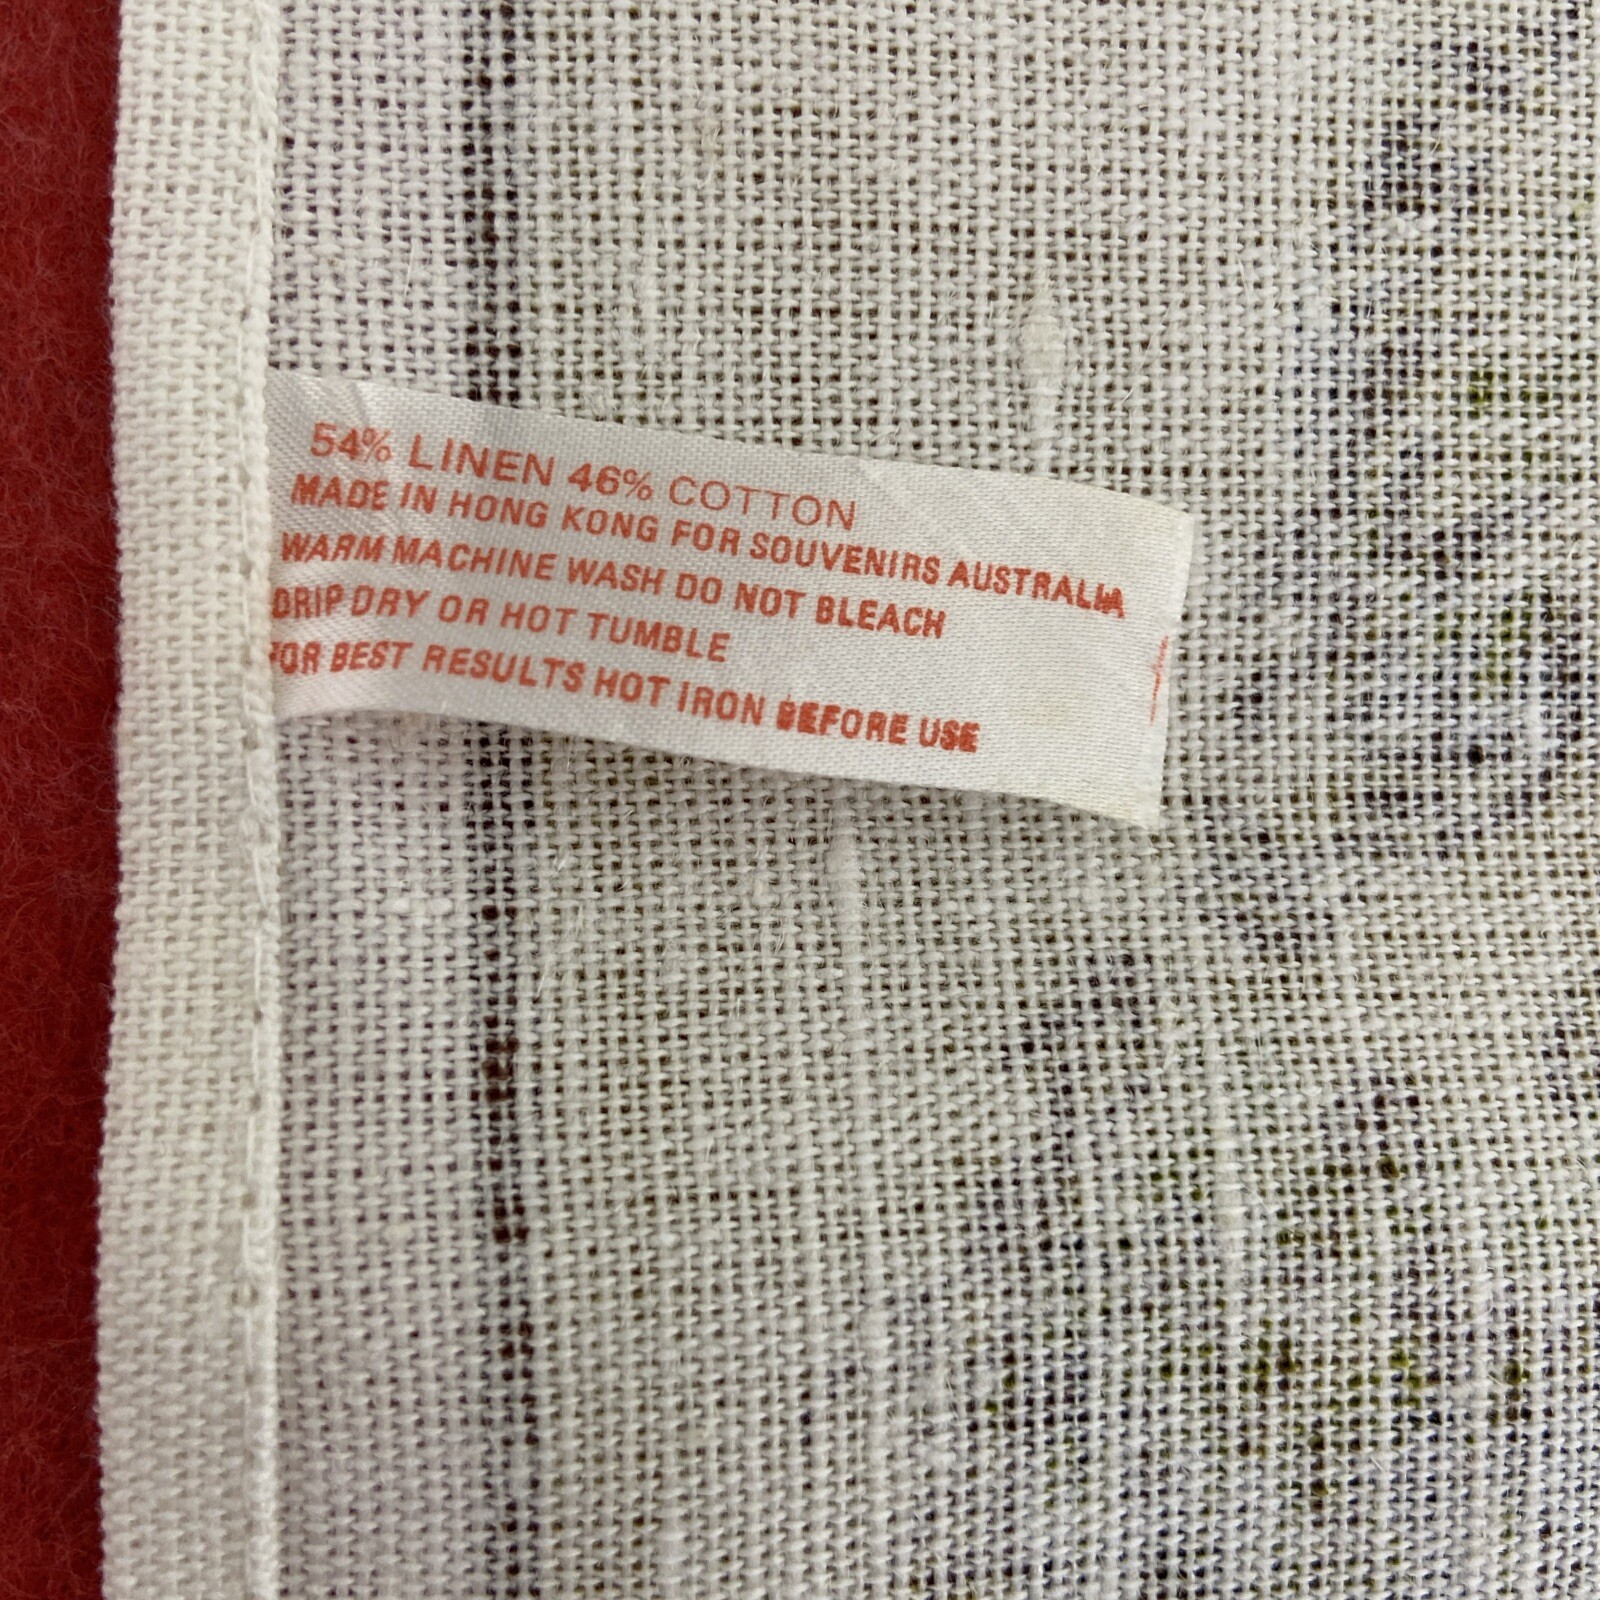 54% LINEN 46% COTTON
MADE IN HONG KONG FOR SOUVENIRS AUSTRALIA
WARM MACHINE WASH DO NOT BLEACH
DRIP DRY OR HOT TUMBLE
FOR BEST RESULTS HOT IRON BEFORE USE